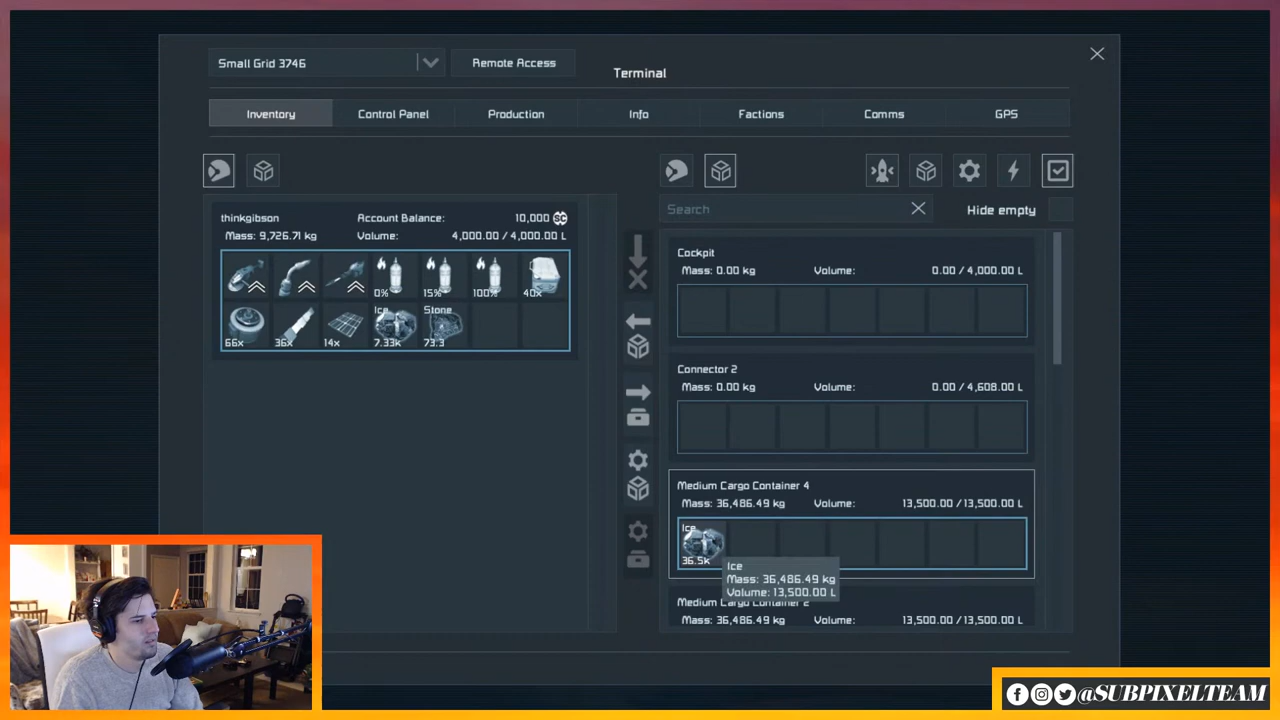 Small Grid 3746
Remote Access
Terminal
Inventory
Control Panel
Production
Info
Factions
Comms
GPS
thinkgibson
Account Balance:
10,000
SC
Mass: 9,726.71 kg
Volume:
4,000.00 / 4,000.00 L
0%
15%
100%
40x
66x
36x
14x
Ice
7.33k
Stone
73.3
Search
Hide empty
Cockpit
Mass: 0.00 kg
Volume:
0.00 / 4,000.00 L
Connector 2
Mass: 0.00 kg
Volume:
0.00 / 4,608.00 L
Medium Cargo Container 4
Mass: 36,486.49 kg
Volume:
13,500.00 / 13,500.00 L
Ice
36.5k
Ice
Mass: 36,486.49 kg
Volume: 13,500.00 L
Medium Cargo Container 2
Mass: 36,486.49 kg
Volume:
13,500.00 / 13,500.00 L
@SUBPIXELTEAM